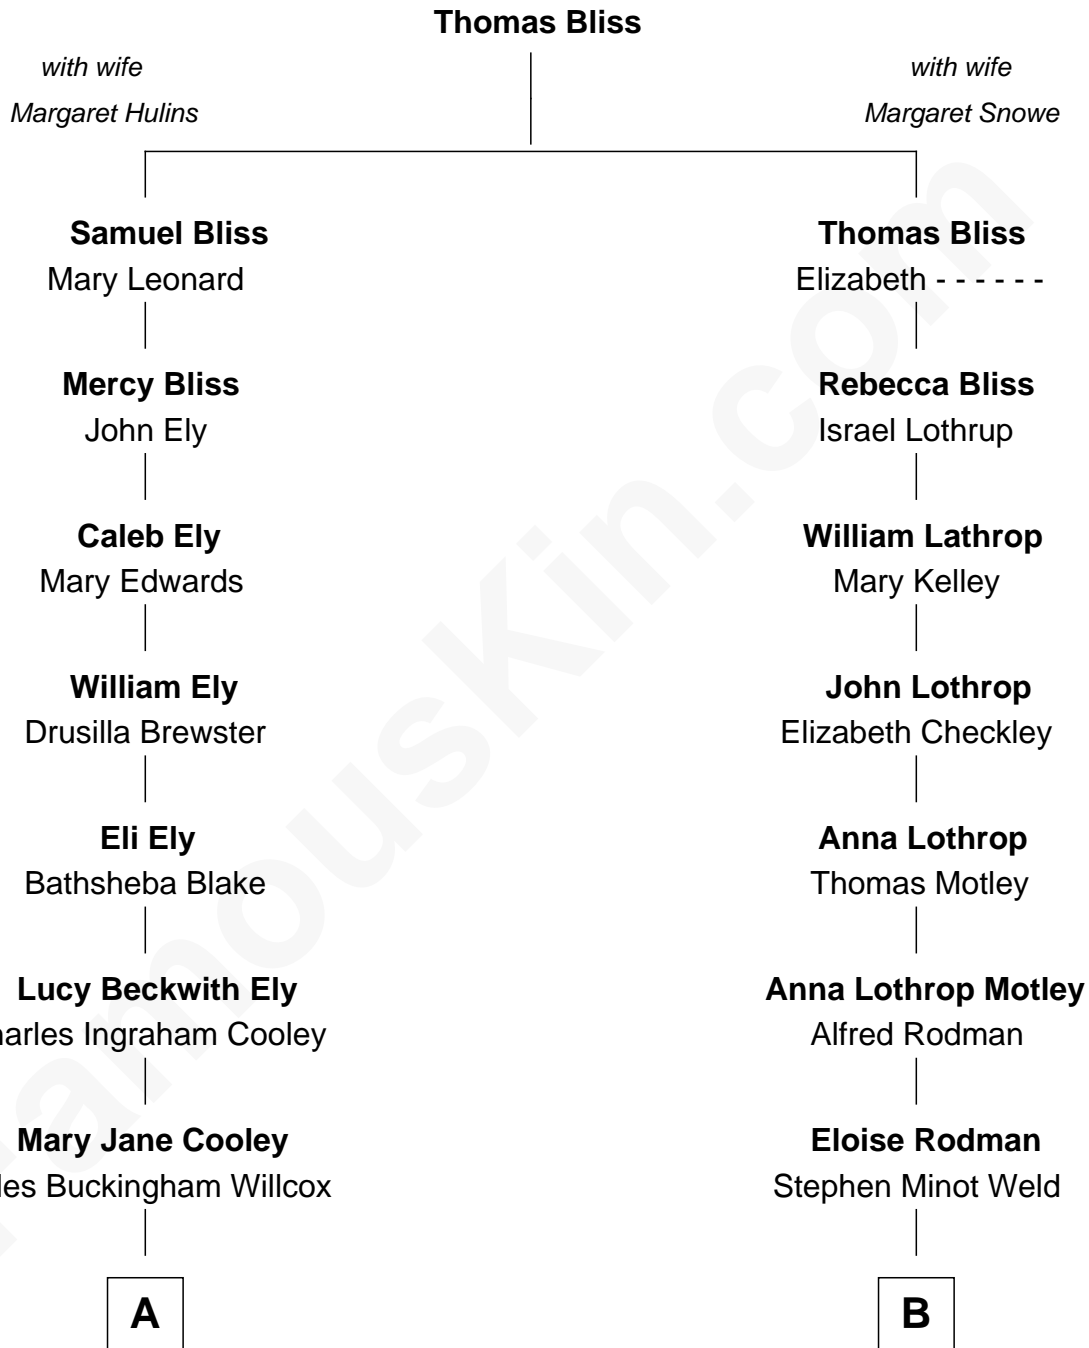 Thomas Bliss
with wife
Margaret Hulins
with wife
Margaret Snowe
Samuel Bliss
Mary Leonard
Thomas Bliss
Elizabeth - - - - - -
Mercy Bliss
John Ely
Rebecca Bliss
Israel Lothrup
Caleb Ely
Mary Edwards
William Lathrop
Mary Kelley
William Ely
Drusilla Brewster
John Lothrop
Elizabeth Checkley
Eli Ely
Bathsheba Blake
Anna Lothrop
Thomas Motley
Lucy Beckwith Ely
harles Ingraham Cooley
Anna Lothrop Motley
Alfred Rodman
Mary Jane Cooley
les Buckingham Willcox
Eloise Rodman
Stephen Minot Weld
A
B
FamousKin.com